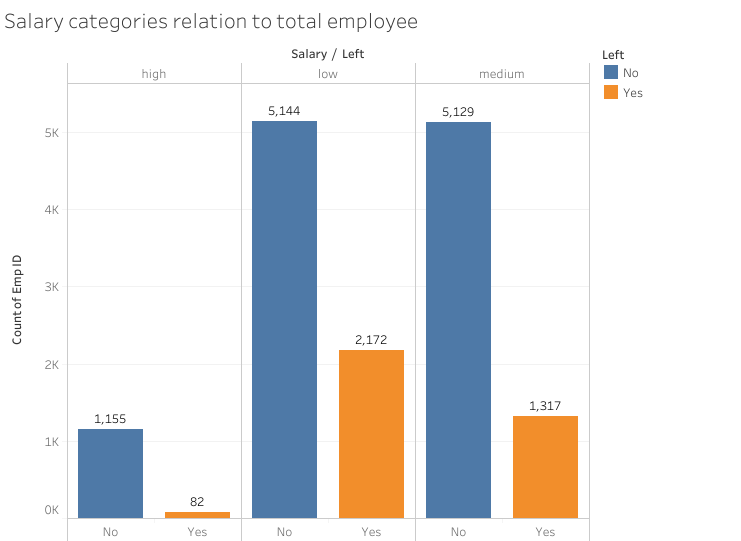 Salary categories relation to total employee
Salary / Left
high low medium
Left
No
Yes
Count of Emp ID
5K
4K
3K
2K
1K
0K
1,155
82
5,144
2,172
5,129
1,317
No Yes No Yes No Yes